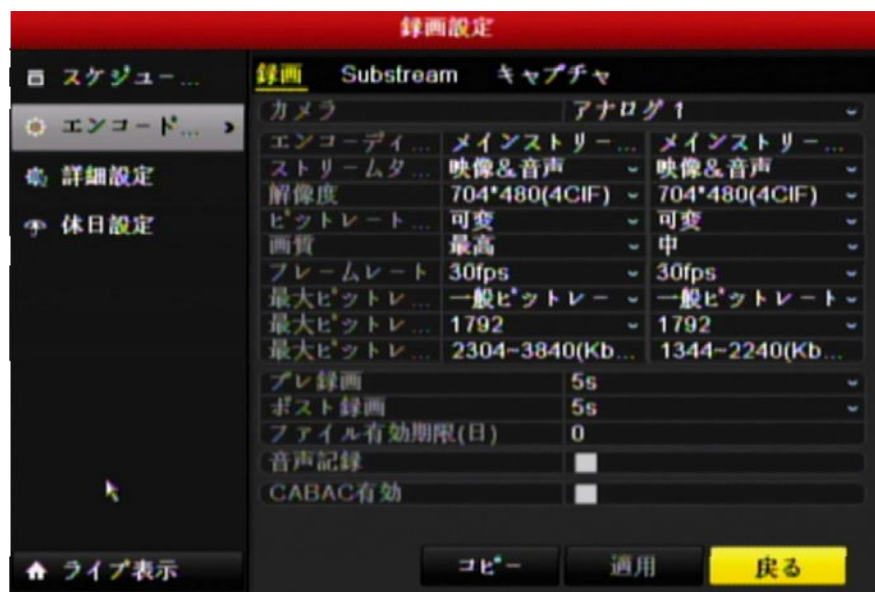 録画設定
スケジュー...
エンコード...
詳細設定
休日設定
ライブ表示
録画 Substream キャプチャ
カメラ アナログ 1
エンコーディ... メインストリー... メインストリー...
ストリームタ... 映像&音声 映像&音声
解像度 704*480(4CIF) 704*480(4CIF)
ビットレート... 可変 可変
画質 最高 中
フレームレート 30fps 30fps
最大ビットレ... 一般ビットレー 一般ビットレート
最大ビットレ... 1792 1792
最大ビットレ... 2304~3840(Kb... 1344~2240(Kb...
プレ録画 5s
ポスト録画 5s
ファイル有効期限(日) 0
音声記録
CABAC有効
コピー 適用 戻る